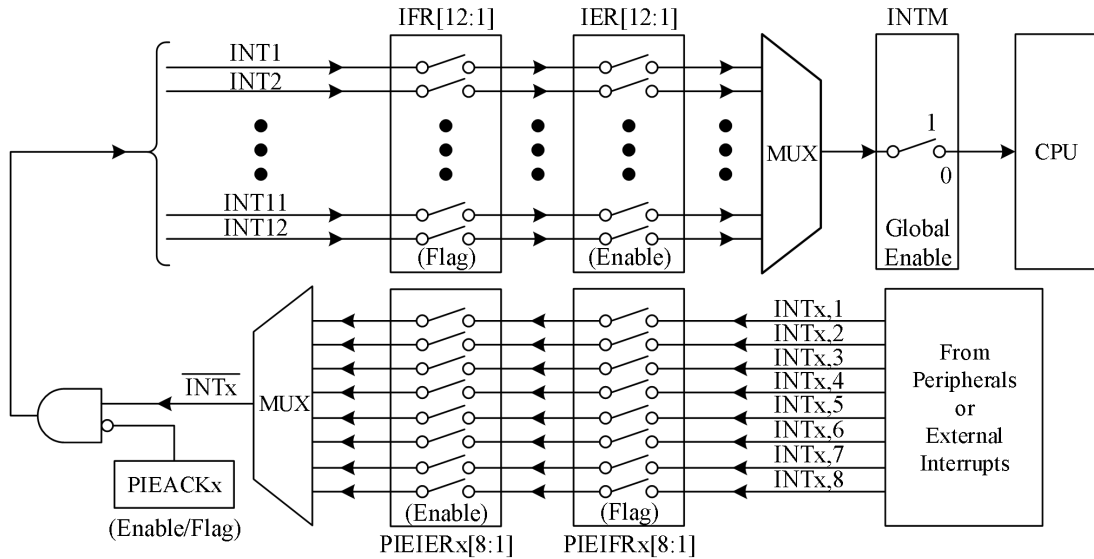 IFR[12:1]
IER[12:1]
INTM
INT1
INT2
INT11
INT12
(Flag)
(Enable)
MUX
1
0
Global
Enable
CPU
INTx
MUX
PIEACKx
(Enable/Flag)
(Enable)
PIEIERx[8:1]
(Flag)
PIEIFRx[8:1]
INTx,1
INTx,2
INTx,3
INTx,4
INTx,5
INTx,6
INTx,7
INTx,8
From
Peripherals
or
External
Interrupts